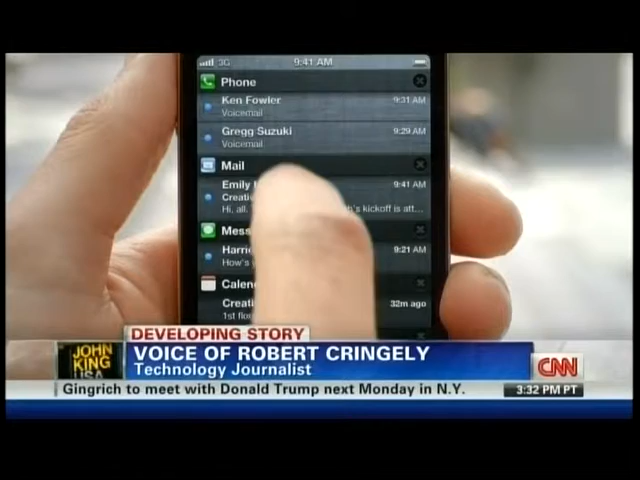 3G 9:41 AM
Phone
Ken Fowler 9:31 AM
Voicemail
Gregg Suzuki 9:29 AM
Voicemail
Mail
Emily 9:41 AM
Hi, all. kickoff is att...
9:21 AM
32m ago
1st
DEVELOPING STORY
JOHN KING USA
VOICE OF ROBERT CRINGELY
Technology Journalist
CNN
Gingrich to meet with Donald Trump next Monday in N.Y. 3:32 PM PT